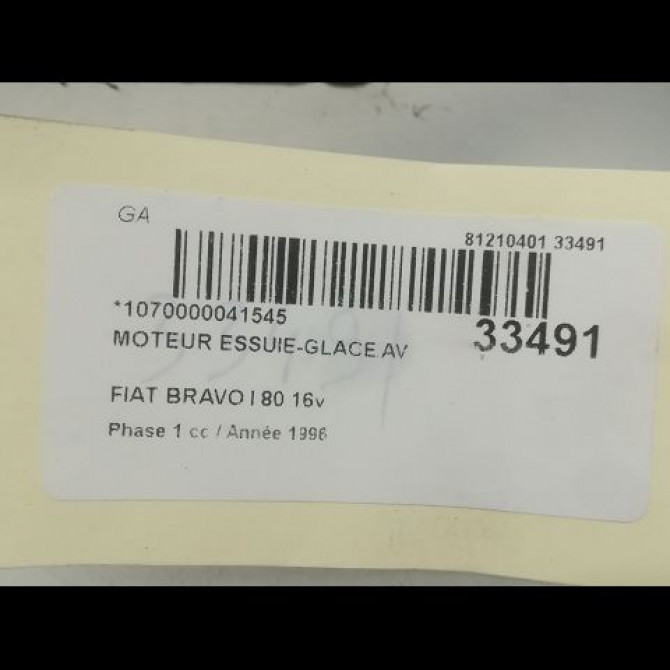 GA
81210401 33491
*1070000041545
33491
MOTEUR ESSUIE-GLACE AV
FIAT BRAVO I 80 16v
Phase 1 cc / Année 1996